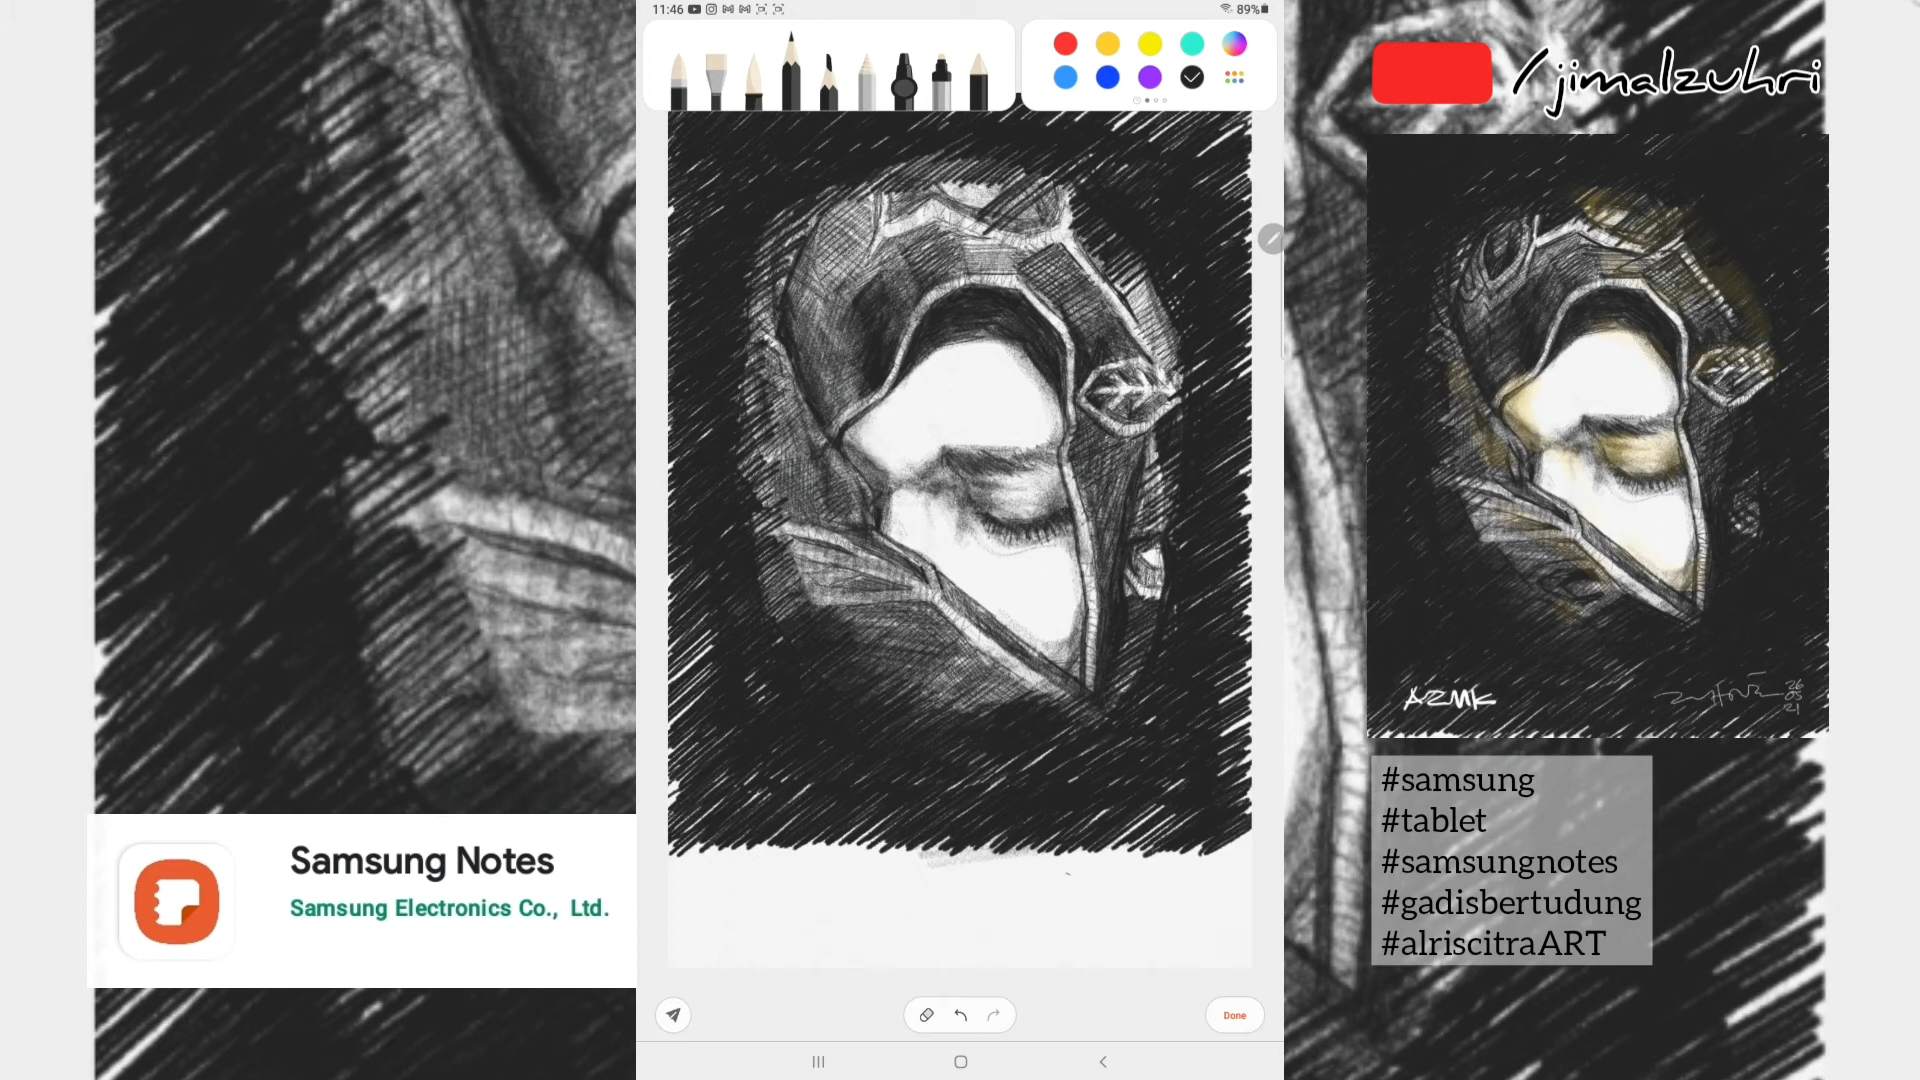 11:46
89%
/jimalzuhri
AZMK
26
05
21
Samsung Notes
Samsung Electronics Co., Ltd.
#samsung
#tablet
#samsungnotes
#gadisbertudung
#alriscitraART
Done